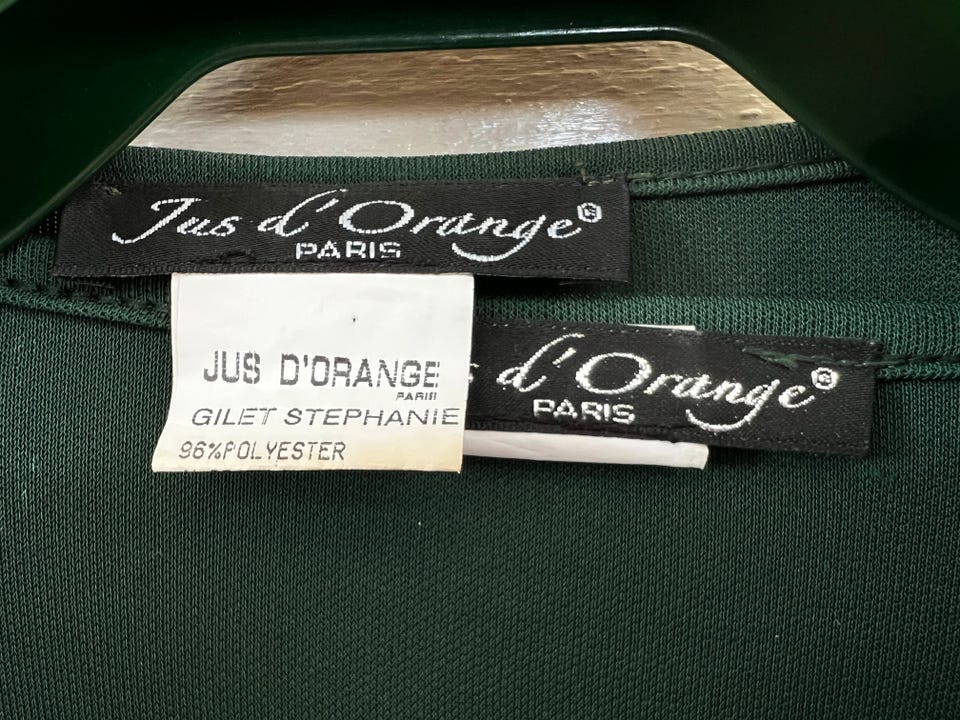 Jus d'Orange®
PARIS
JUS D'ORANGE
PARIS
GILET STEPHANIE
96%POLYESTER
d'Orange®
PARIS